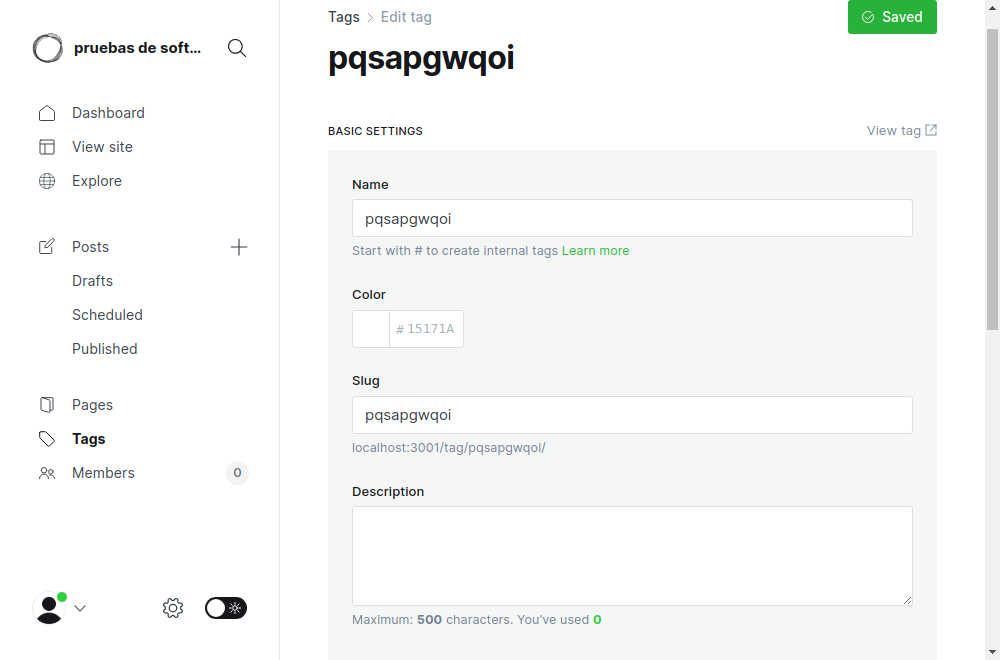 pruebas de soft...
Dashboard
View site
Explore
Posts
Drafts
Scheduled
Published
Pages
Tags
Members
0
Tags > Edit tag
Saved
pqsapgwqoi
BASIC SETTINGS
View tag
Name
pqsapgwqoi
Start with # to create internal tags Learn more
Color
# 15171A
Slug
pqsapgwqoi
localhost:3001/tag/pqsapgwqoi/
Description
Maximum: 500 characters. You've used 0